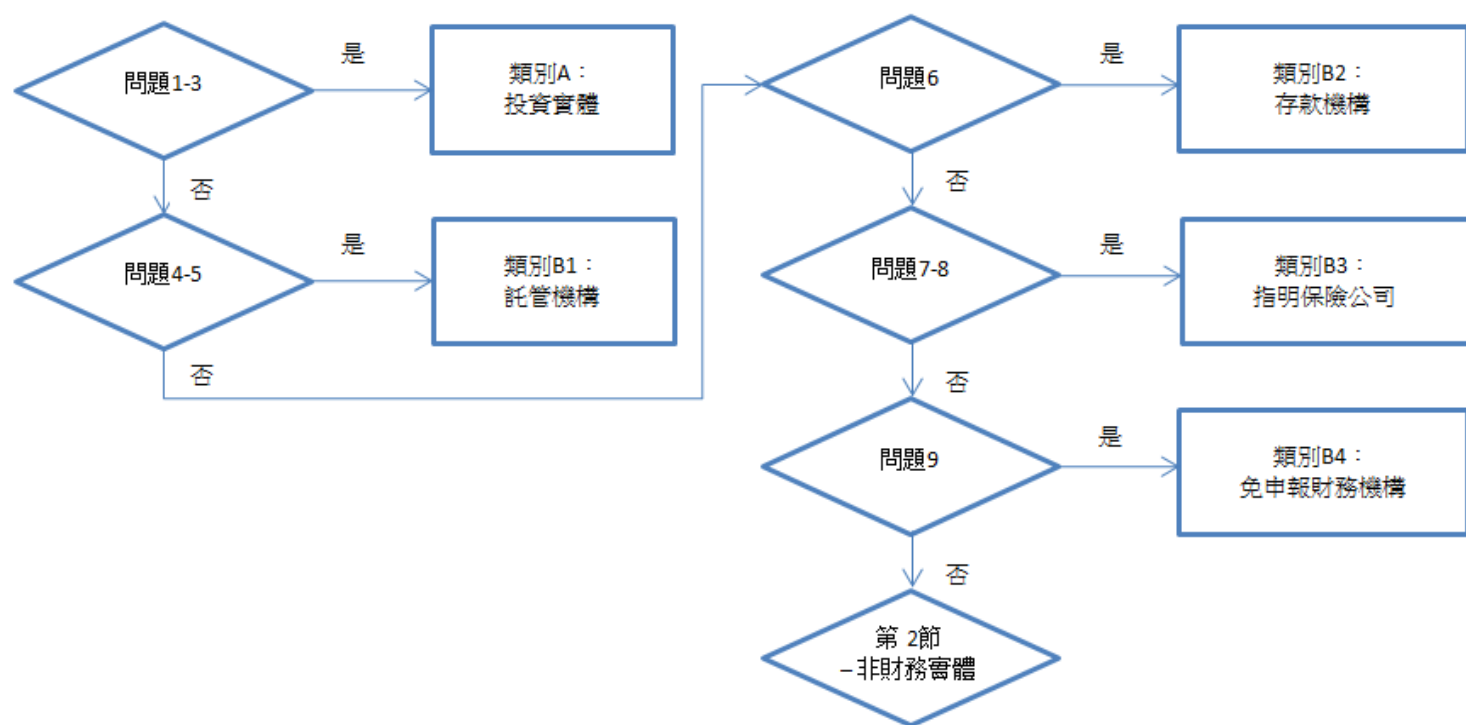 問題1-3
是
類別A：
投資實體
否
問題4-5
是
類別B1：
託管機構
否
問題6
是
類別B2：
存款機構
否
問題7-8
是
類別B3：
指明保險公司
否
問題9
是
類別B4：
免申報財務機構
否
第 2節
–非財務實體